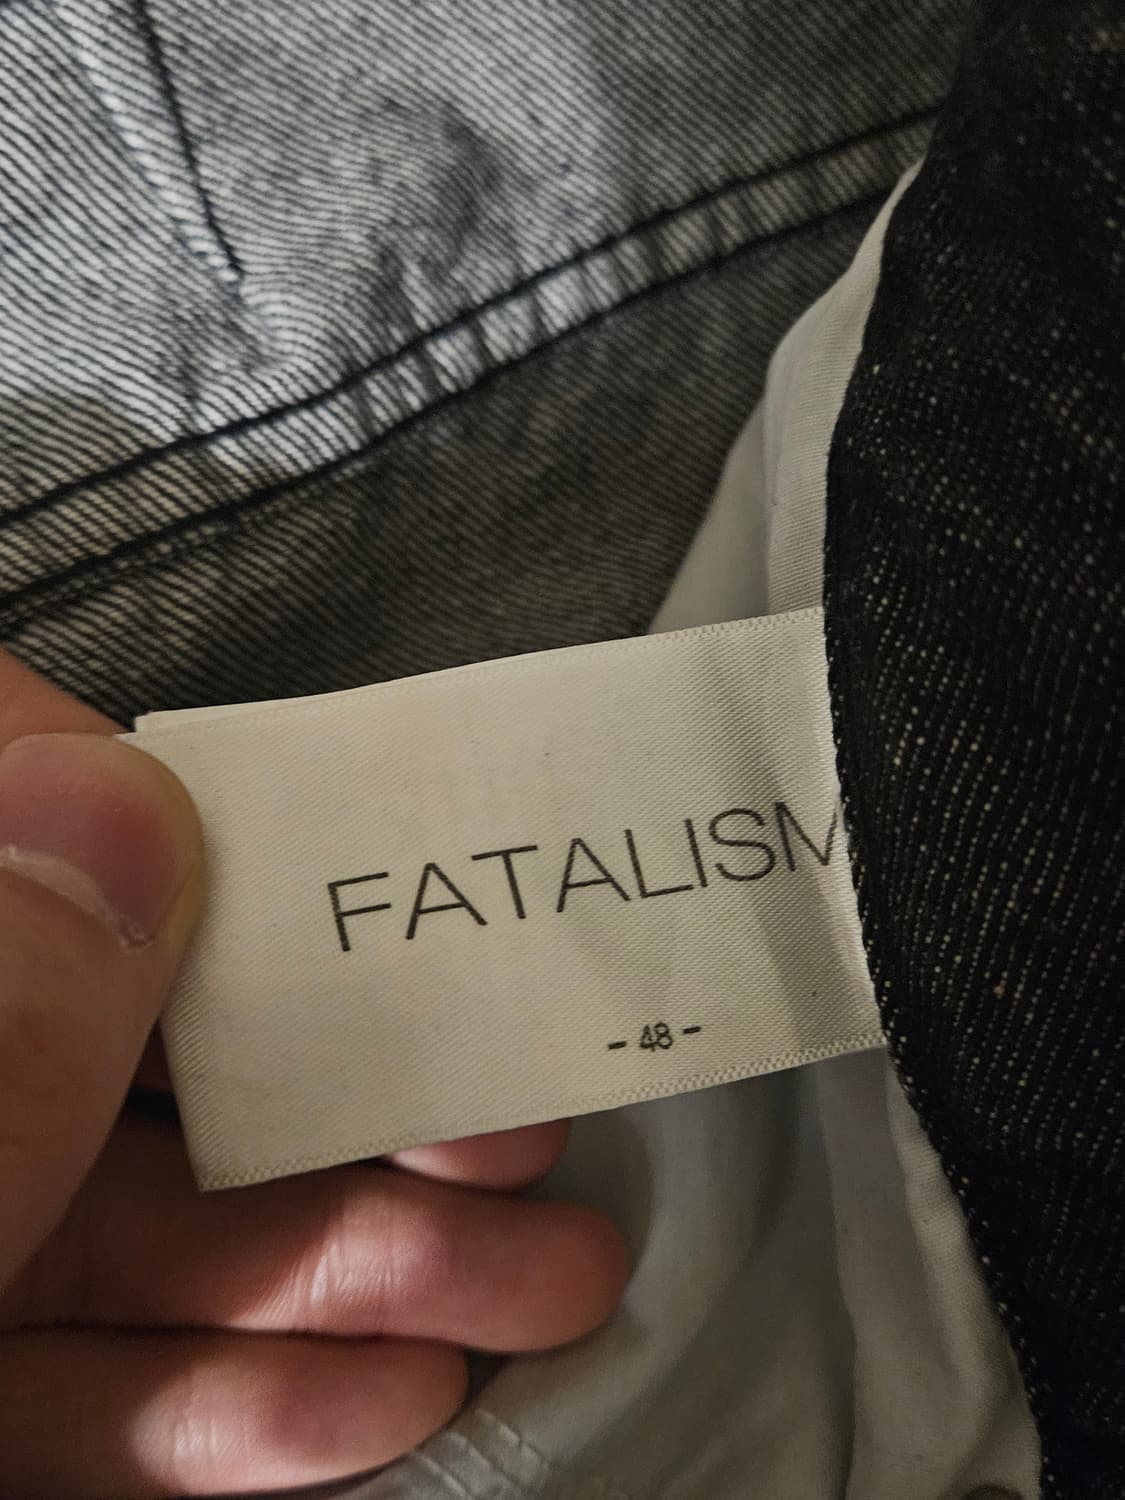 FATALISM
- 48 -